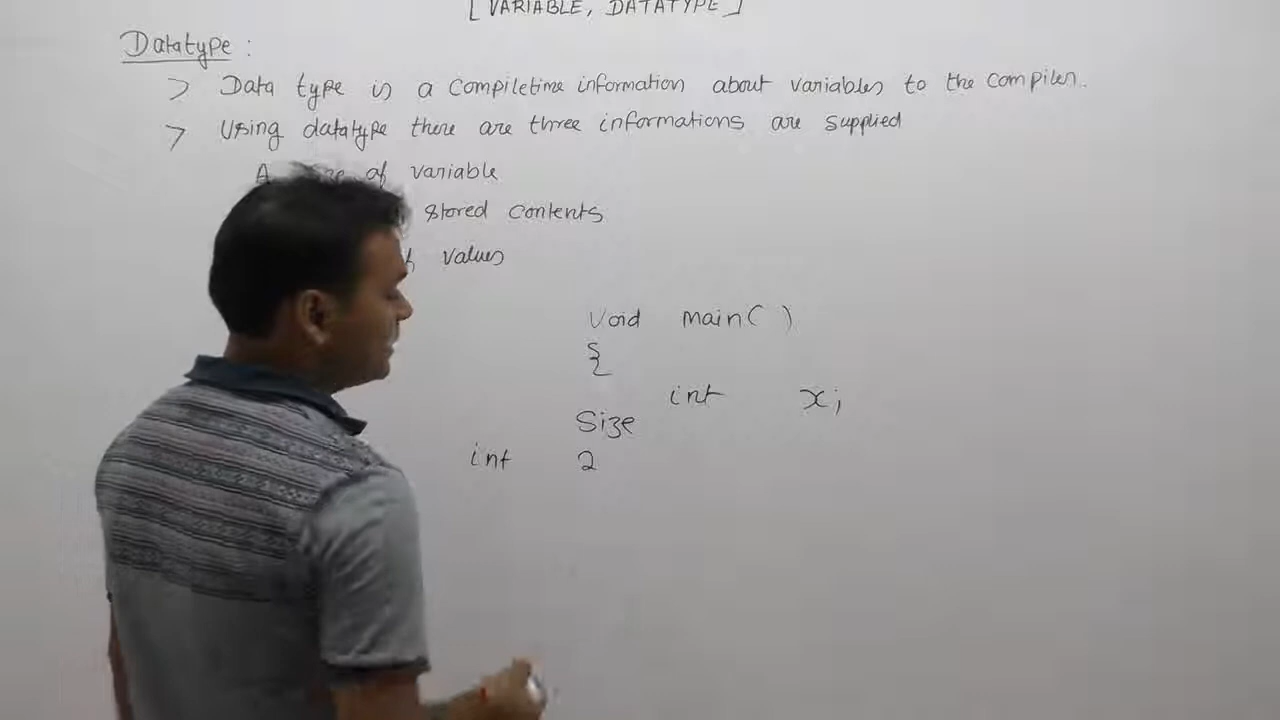 [ VARIABLE, DATATYPE ]
Datatype :
> Data type is a compiletime information about variables to the compiler.
> Using datatype there are three informations are supplied
A of variable
stored contents
values
Void main( )
{
int x;
Size
int 2